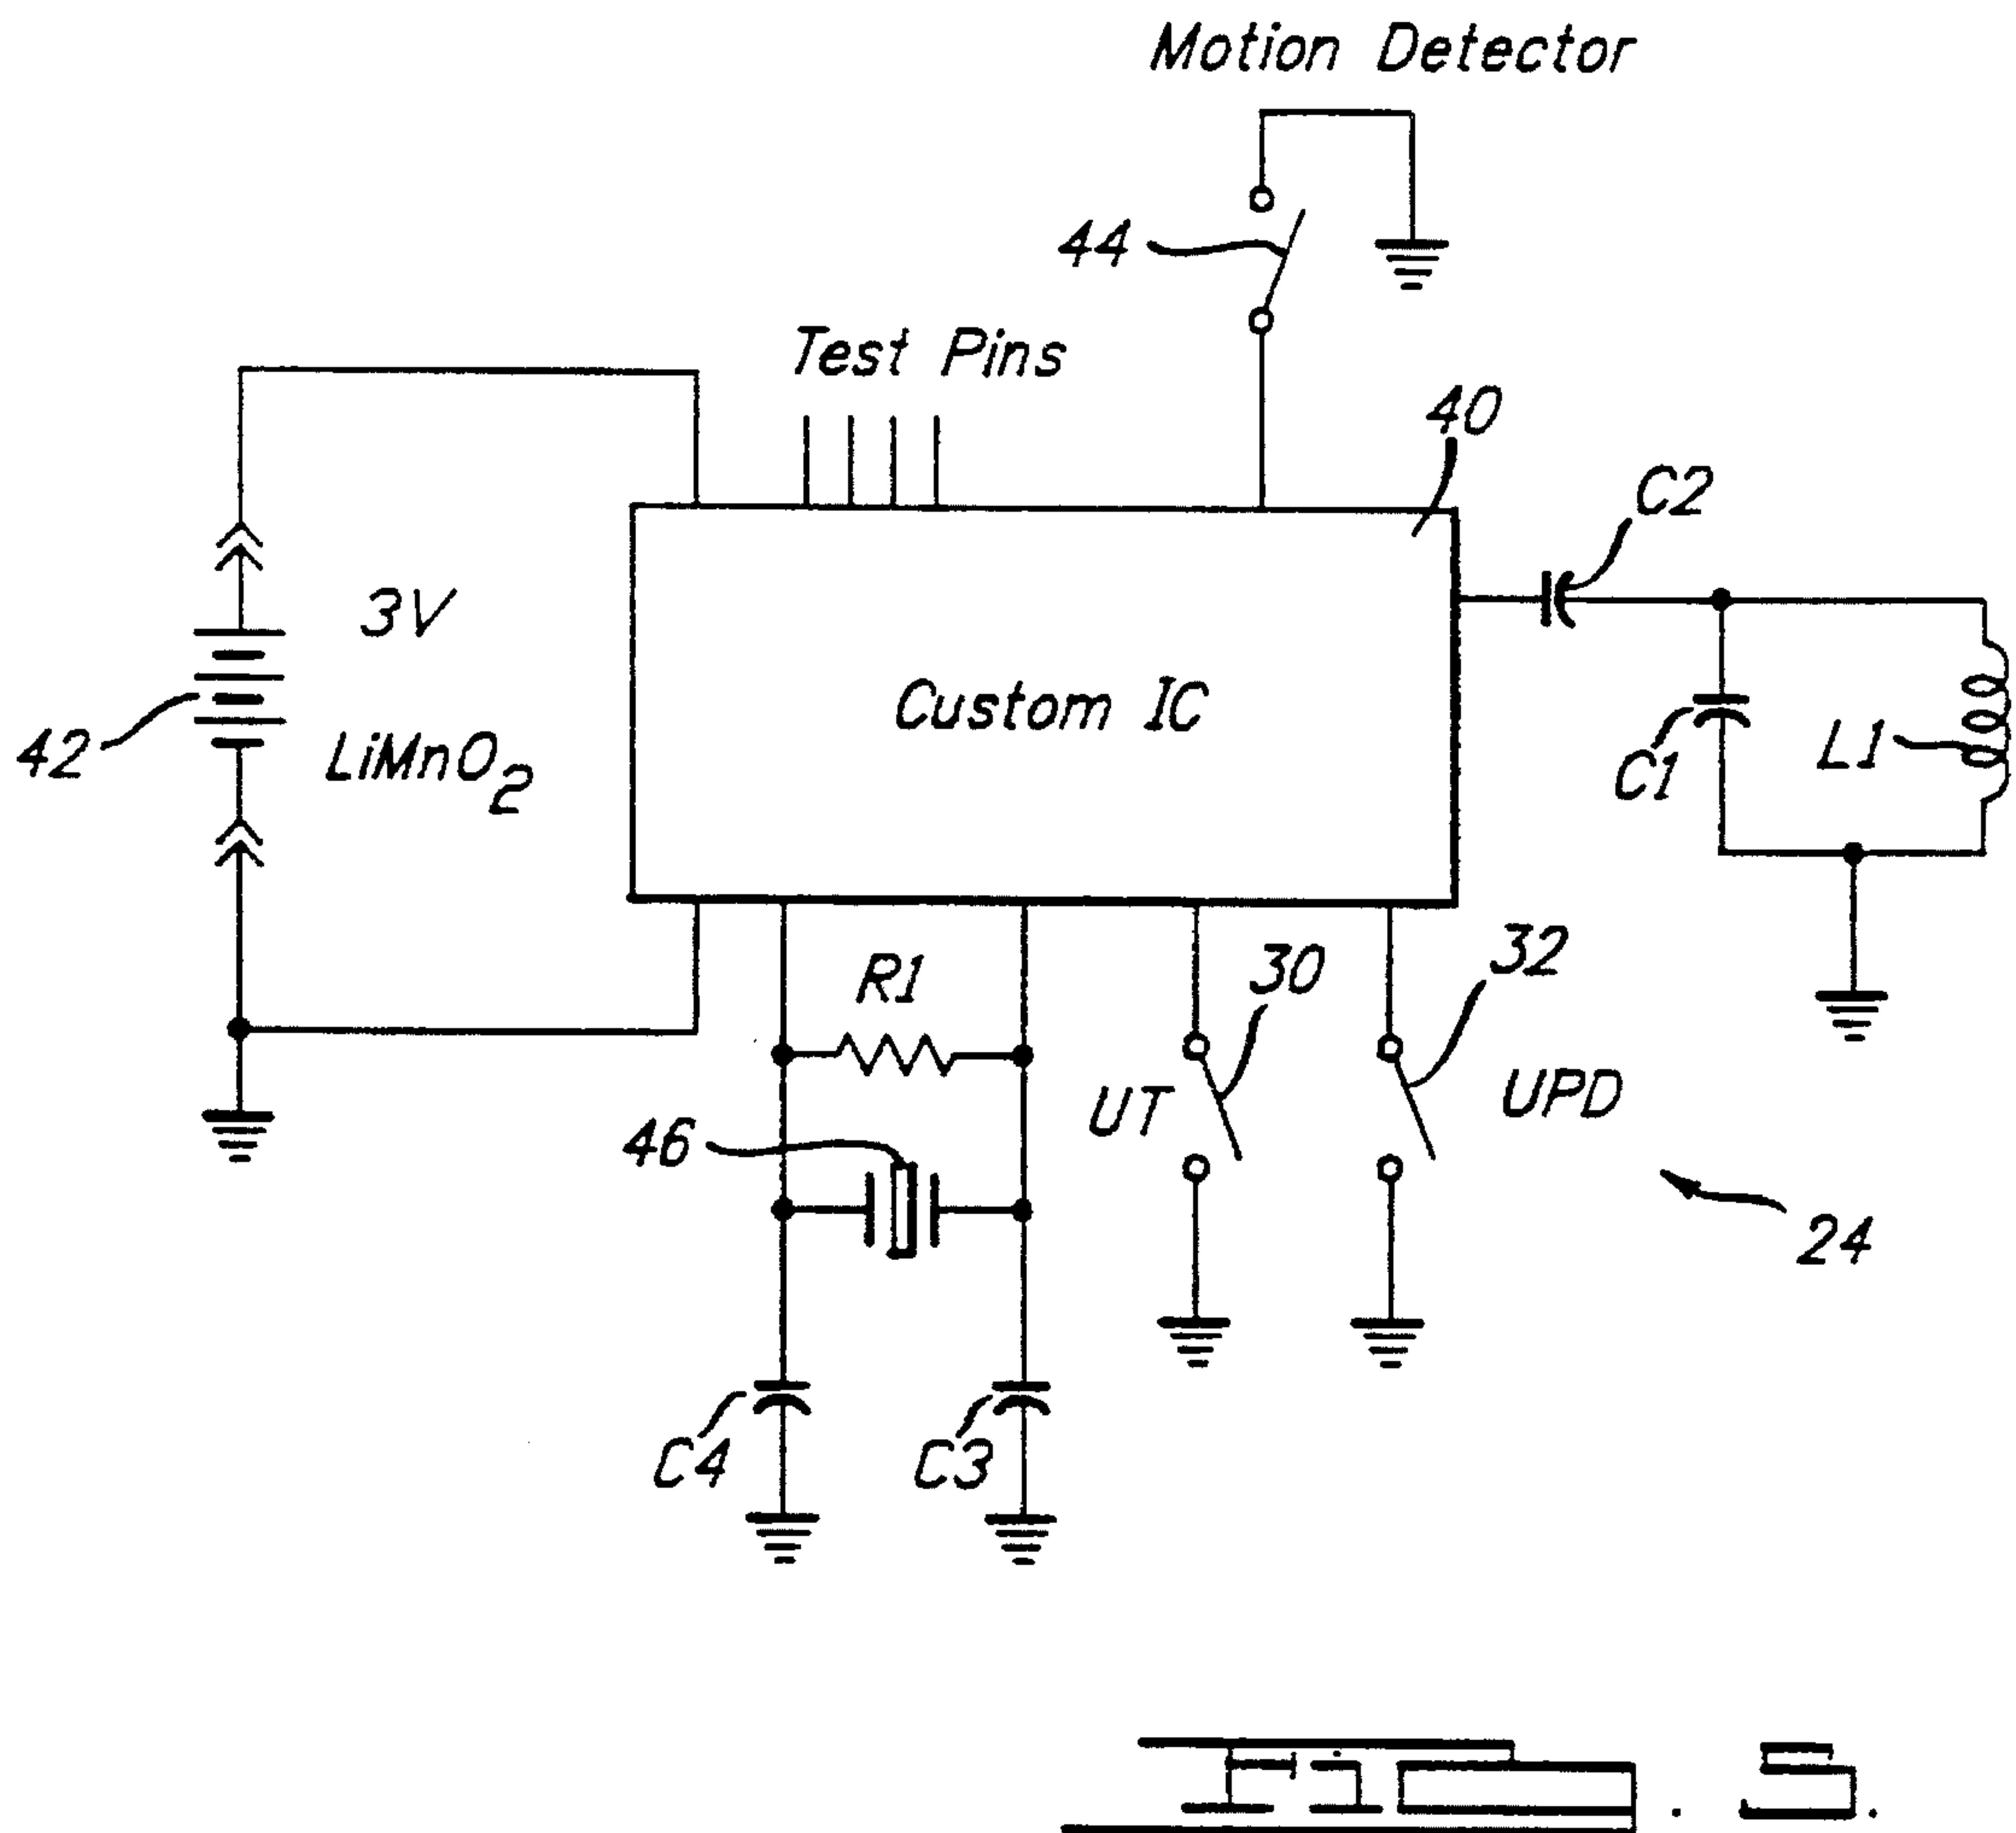 Motion Detector
44
Test Pins
40
C2
3V
42
LiMnO2
Custom IC
C1
L1
R1
30
32
UT
UPD
46
24
C4
C3
Fig. 5.